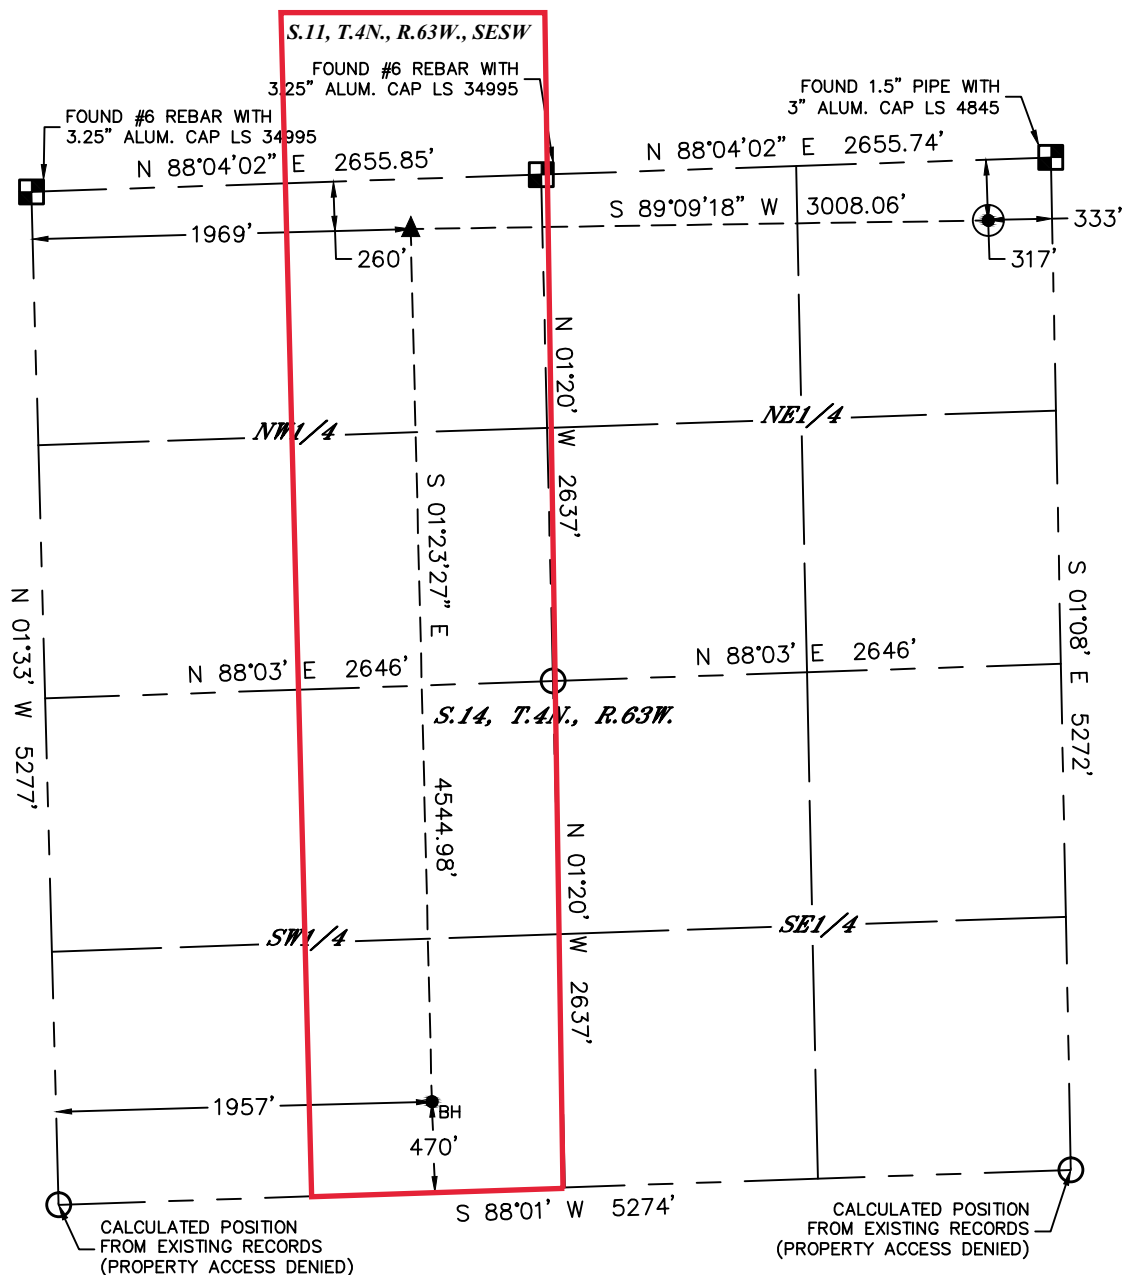 S.11, T.4N., R.63W., SESW
FOUND #6 REBAR WITH
3.25" ALUM. CAP LS 34995
FOUND 1.5" PIPE WITH
3" ALUM. CAP LS 4845
FOUND #6 REBAR WITH
3.25" ALUM. CAP LS 34995
N 88°04'02" E 2655.85'
N 88°04'02" E 2655.74'
S 89°09'18" W 3008.06'
333'
1969'
260'
317'
N 01°20' W 2637'
NW1/4
NE1/4
S 01°23'27" E 4544.98'
N 01°33' W 5277'
S 01°08' E 5272'
N 88°03' E 2646'
N 88°03' E 2646'
S.14, T.4N., R.63W.
N 01°20' W 2637'
SW1/4
SE1/4
1957'
BH
470'
S 88°01' W 5274'
CALCULATED POSITION
FROM EXISTING RECORDS
(PROPERTY ACCESS DENIED)
CALCULATED POSITION
FROM EXISTING RECORDS
(PROPERTY ACCESS DENIED)